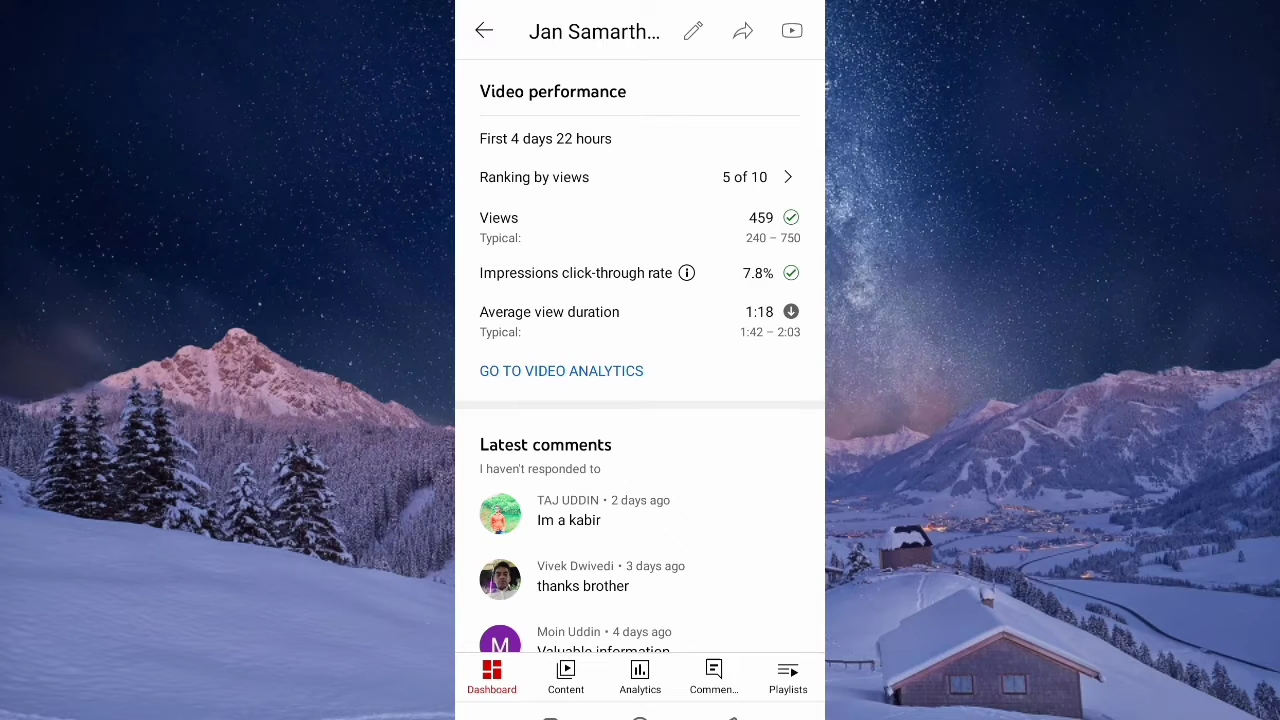 Jan Samarth...
Video performance
First 4 days 22 hours
Ranking by views 5 of 10
Views 459
Typical: 240 – 750
Impressions click-through rate 7.8%
Average view duration 1:18
Typical: 1:42 – 2:03
GO TO VIDEO ANALYTICS
Latest comments
I haven't responded to
TAJ UDDIN • 2 days ago
Im a kabir
Vivek Dwivedi • 3 days ago
thanks brother
M
Moin Uddin • 4 days ago
Valuable information
Dashboard Content Analytics Commen... Playlists